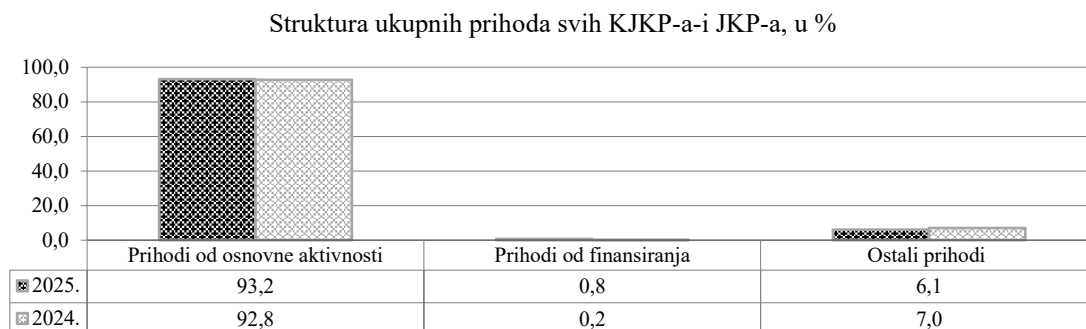 Struktura ukupnih prihoda svih KJKP-a-i JKP-a, u %
100,0
80,0
60,0
40,0
20,0
0,0
Prihodi od osnovne aktivnosti Prihodi od finansiranja Ostali prihodi
2025. 93,2 0,8 6,1
2024. 92,8 0,2 7,0